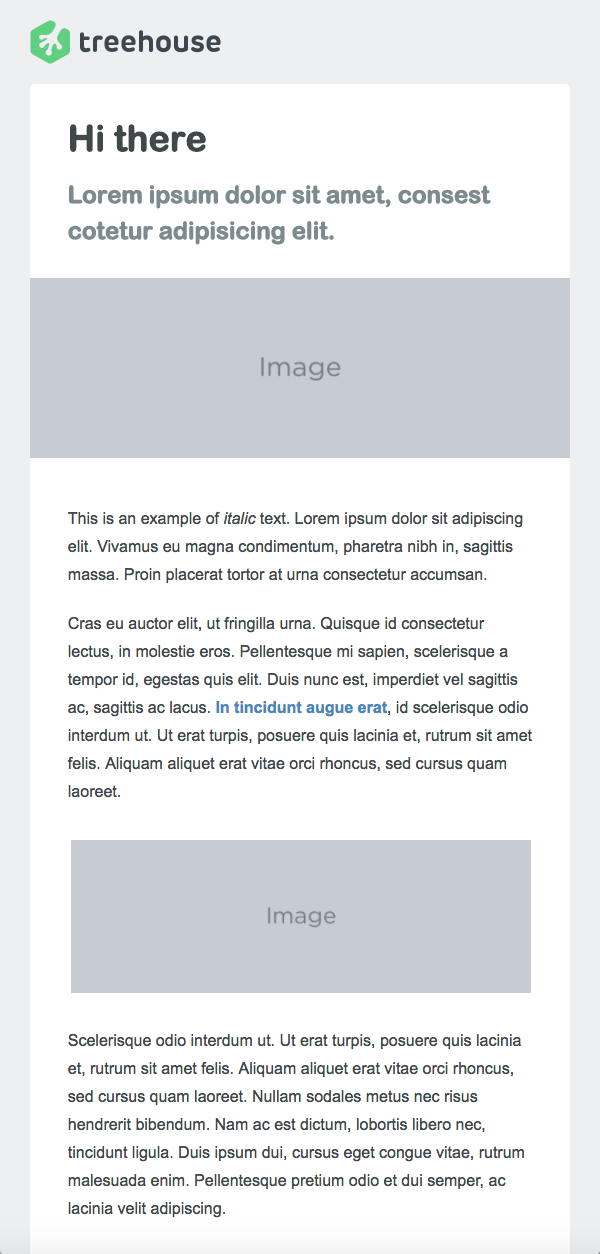 treehouse
Hi there
Lorem ipsum dolor sit amet, consest
cotetur adipisicing elit.
Image
This is an example of italic text. Lorem ipsum dolor sit adipiscing
elit. Vivamus eu magna condimentum, pharetra nibh in, sagittis
massa. Proin placerat tortor at urna consectetur accumsan.
Cras eu auctor elit, ut fringilla urna. Quisque id consectetur
lectus, in molestie eros. Pellentesque mi sapien, scelerisque a
tempor id, egestas quis elit. Duis nunc est, imperdiet vel sagittis
ac, sagittis ac lacus. In tincidunt augue erat, id scelerisque odio
interdum ut. Ut erat turpis, posuere quis lacinia et, rutrum sit amet
felis. Aliquam aliquet erat vitae orci rhoncus, sed cursus quam
laoreet.
Image
Scelerisque odio interdum ut. Ut erat turpis, posuere quis lacinia
et, rutrum sit amet felis. Aliquam aliquet erat vitae orci rhoncus,
sed cursus quam laoreet. Nullam sodales metus nec risus
hendrerit bibendum. Nam ac est dictum, lobortis libero nec,
tincidunt ligula. Duis ipsum dui, cursus eget congue vitae, rutrum
malesuada enim. Pellentesque pretium odio et dui semper, ac
lacinia velit adipiscing.